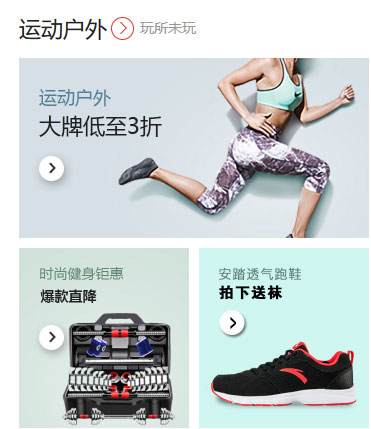 运动户外 玩所未玩
运动户外
大牌低至3折
时尚健身钜惠
爆款直降
安踏透气跑鞋
拍下送袜